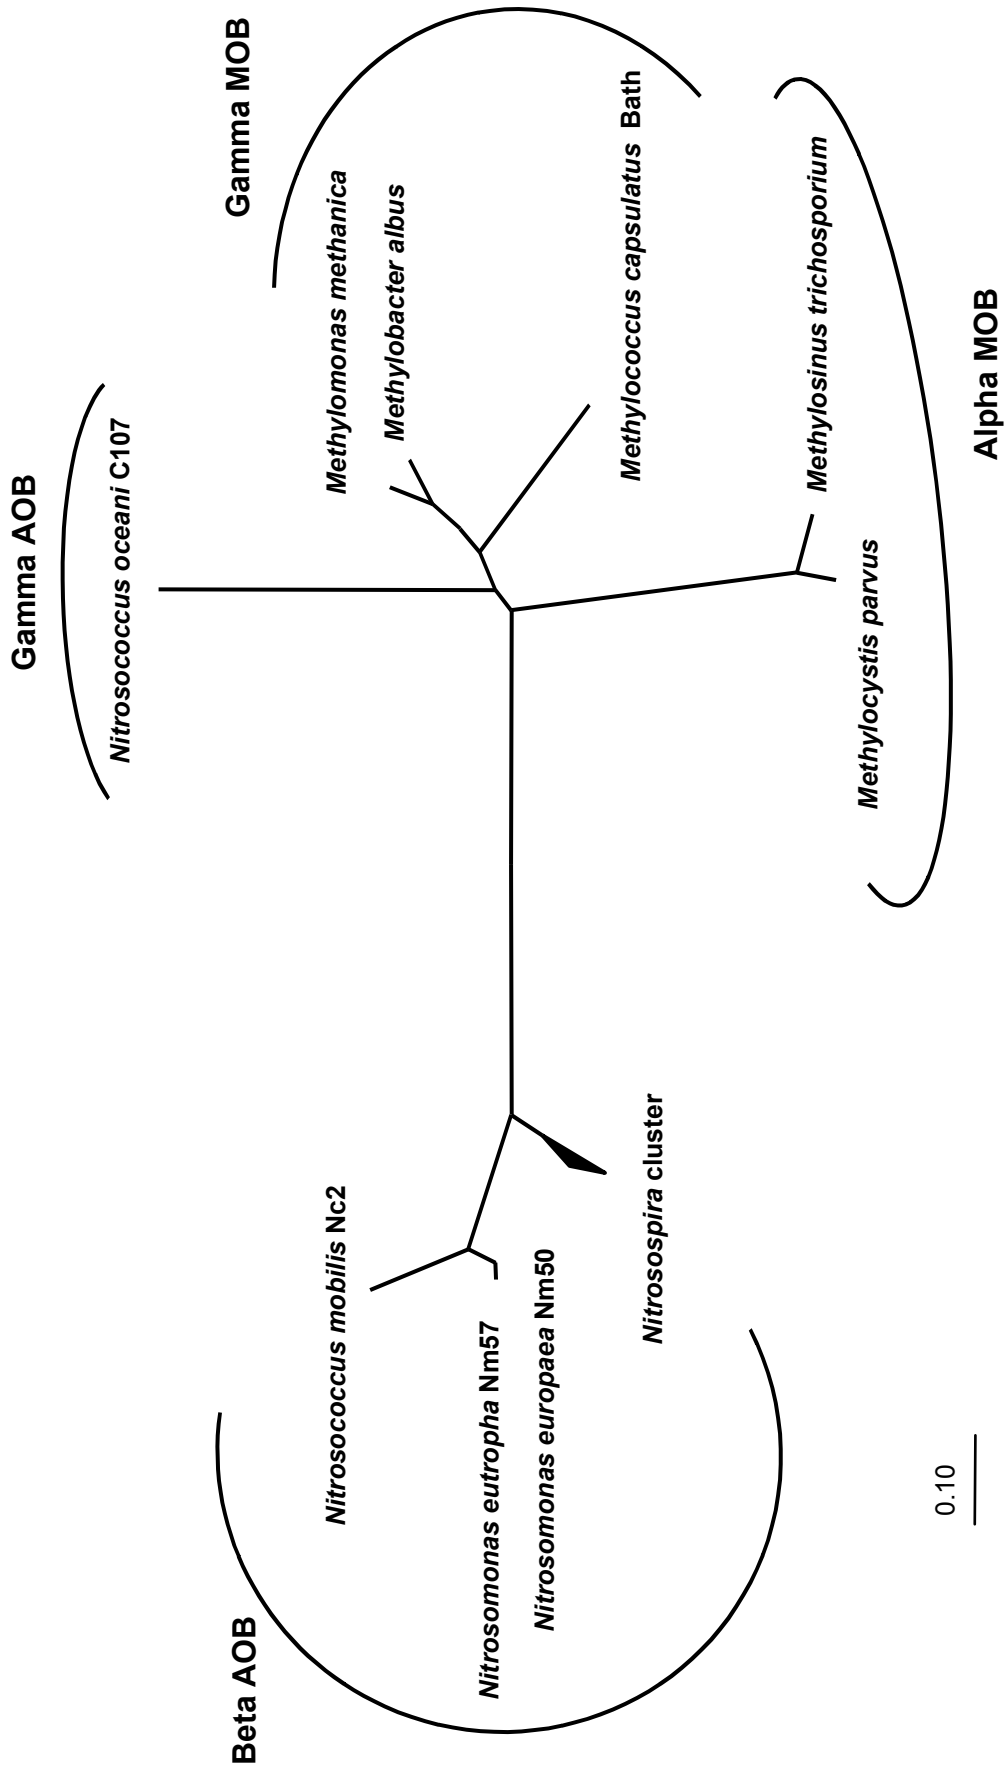 Gamma AOB
Nitrosococcus oceani C107
Gamma MOB
Methylomonas methanica
Methylobacter albus
Methylococcus capsulatus Bath
Methylosinus trichosporium
Methylocystis parvus
Alpha MOB
Beta AOB
Nitrosococcus mobilis Nc2
Nitrosomonas eutropha Nm57
Nitrosomonas europaea Nm50
Nitrosospira cluster
0.10